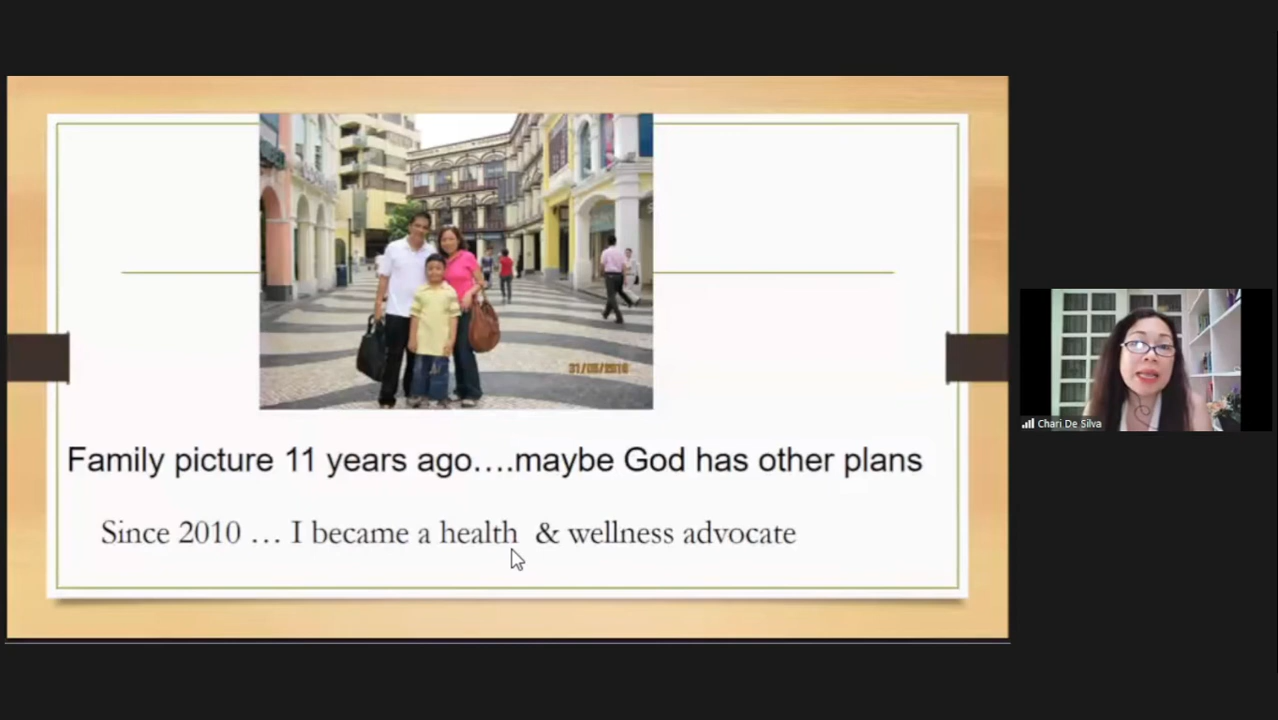 31/05/2010
Family picture 11 years ago....maybe God has other plans
Since 2010 ... I became a health & wellness advocate
Chari De Silva